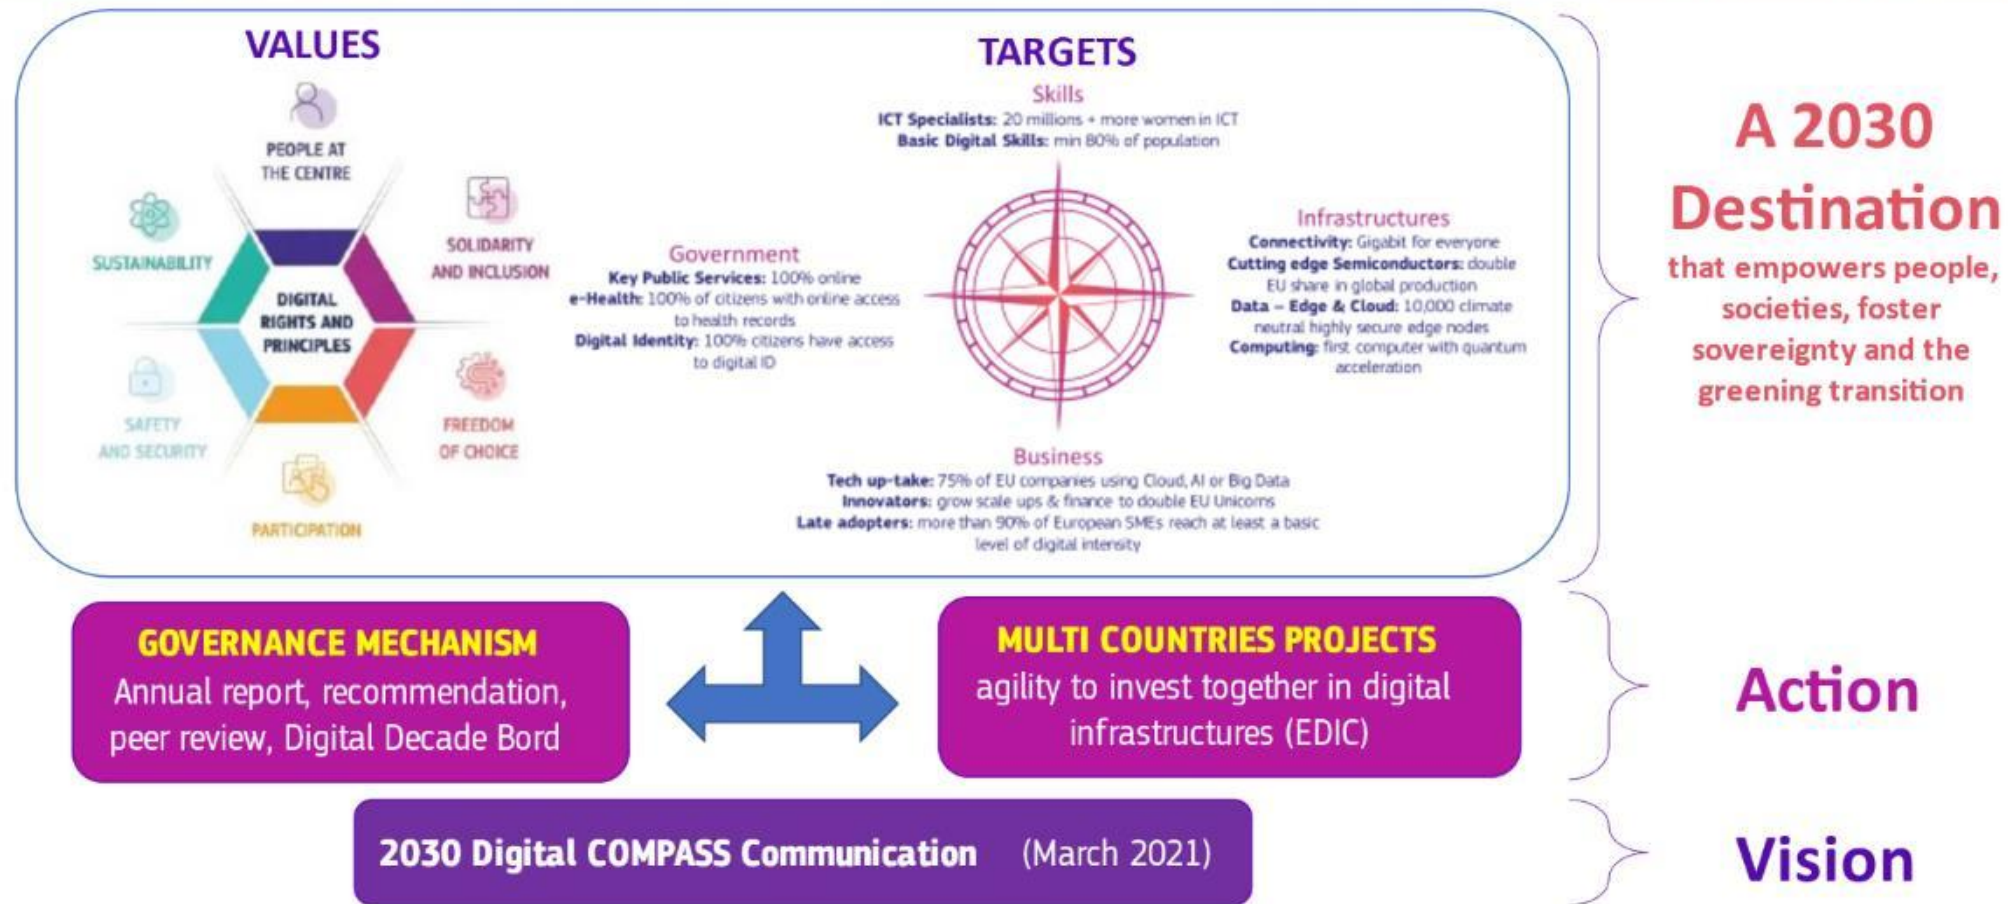 VALUES
PEOPLE AT
THE CENTRE
SOLIDARITY
AND INCLUSION
SUSTAINABILITY
DIGITAL
RIGHTS AND
PRINCIPLES
SAFETY
AND SECURITY
FREEDOM
OF CHOICE
PARTICIPATION
TARGETS
Skills
ICT Specialists: 20 millions + more women in ICT
Basic Digital Skills: min 80% of population
Government
Key Public Services: 100% online
e-Health: 100% of citizens with online access
to health records
Digital Identity: 100% citizens have access
to digital ID
Infrastructures
Connectivity: Gigabit for everyone
Cutting edge Semiconductors: double
EU share in global production
Data – Edge & Cloud: 10,000 climate
neutral highly secure edge nodes
Computing: first computer with quantum
acceleration
Business
Tech up-take: 75% of EU companies using Cloud, AI or Big Data
Innovators: grow scale ups & finance to double EU Unicorns
Late adopters: more than 90% of European SMEs reach at least a basic
level of digital intensity
A 2030
Destination
that empowers people,
societies, foster
sovereignty and the
greening transition
GOVERNANCE MECHANISM
Annual report, recommendation,
peer review, Digital Decade Bord
MULTI COUNTRIES PROJECTS
agility to invest together in digital
infrastructures (EDIC)
Action
2030 Digital COMPASS Communication (March 2021)
Vision